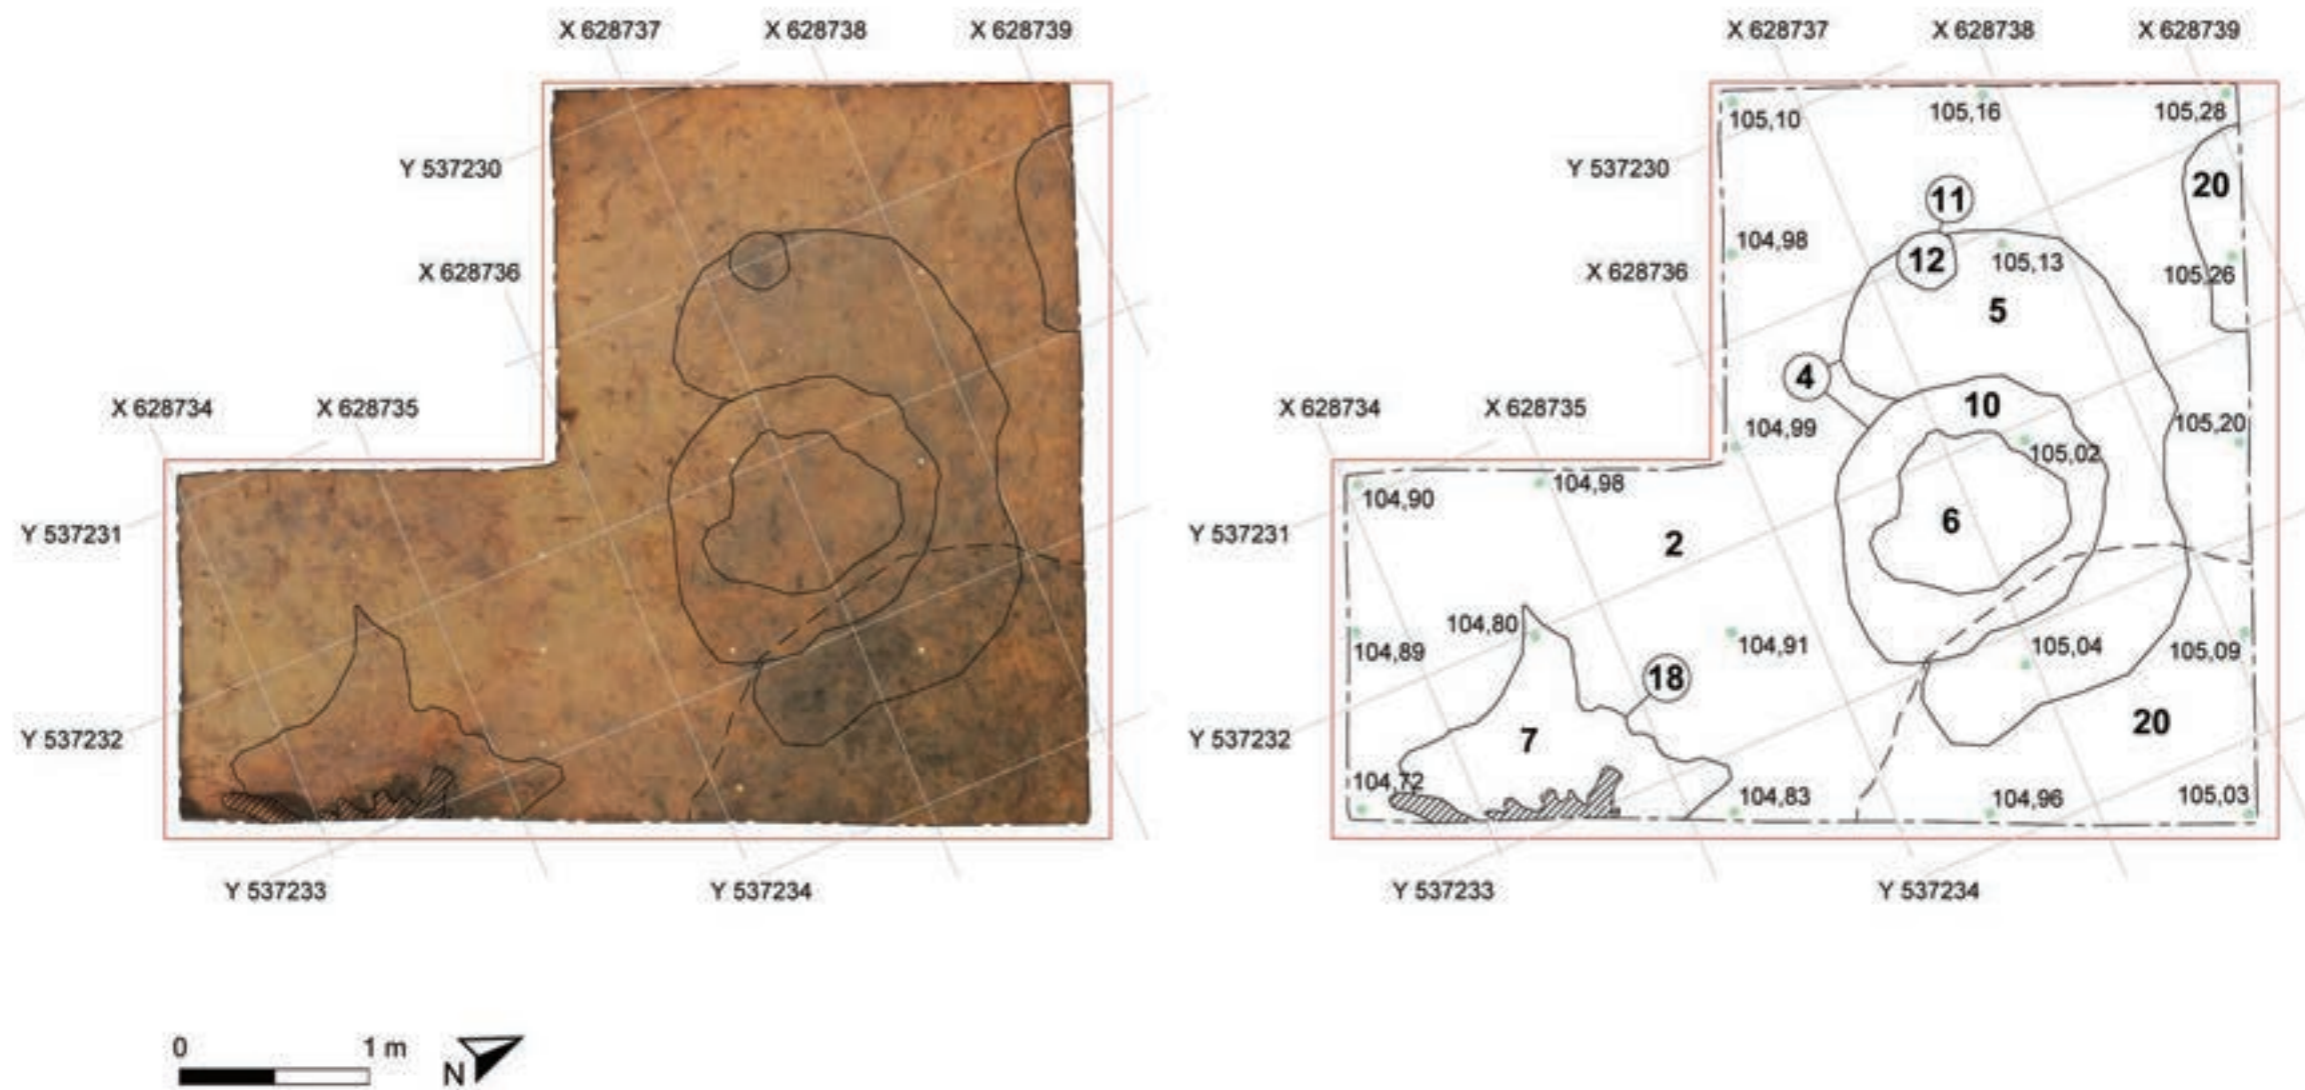 X 628737 X 628738 X 628739
Y 537230
X 628736
X 628734 X 628735
Y 537231
Y 537232
Y 537233 Y 537234
0 1 m
N
X 628737 X 628738 X 628739
105,10 105,16 105,28
Y 537230
20
11
104,98 12 105,13
X 628736 105,26
5
4
X 628734 X 628735 10
104,99 105,20
105,02
104,90 104,98
6
Y 537231 2
104,80
104,89 104,91 105,04 105,09
18
Y 537232 7 20
104,72 104,83 104,96 105,03
Y 537233 Y 537234